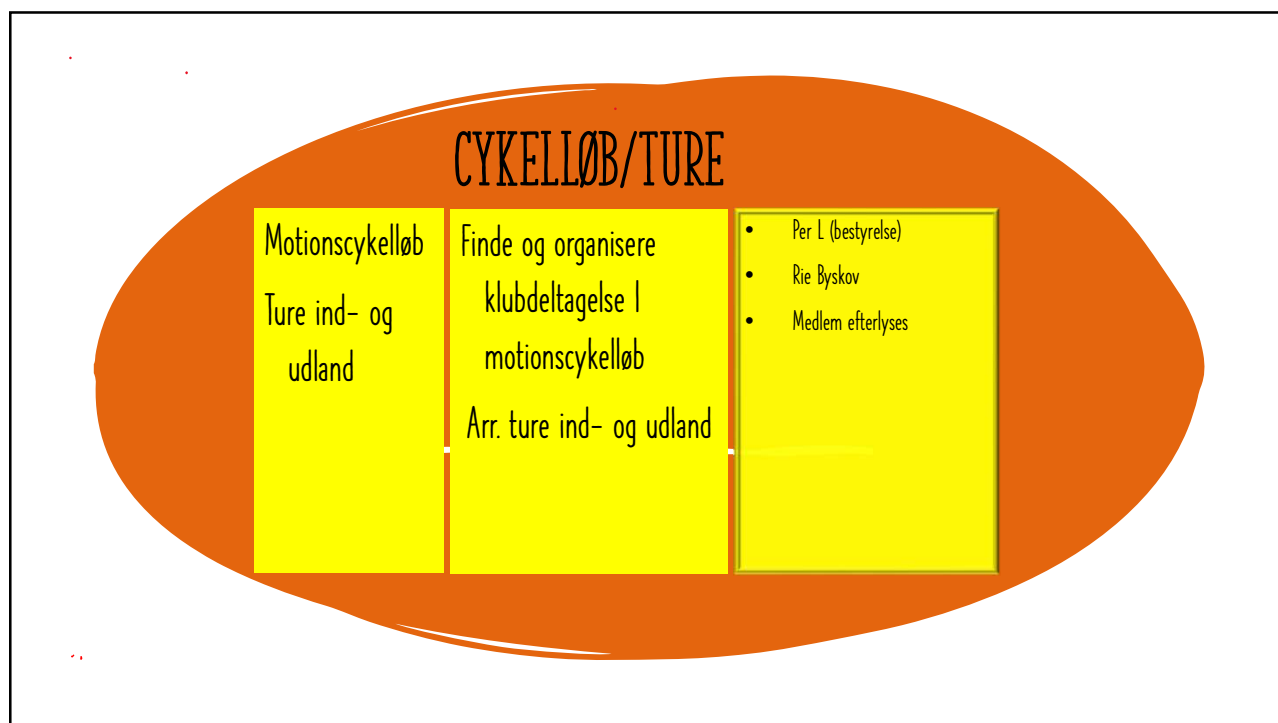 CYKELLØB/TURE
Motionscykelløb
Ture ind- og
udland
Finde og organisere
klubdeltagelse I
motionscykelløb
Arr. ture ind- og udland
• Per L (bestyrelse)
• Rie Byskov
• Medlem efterlyses